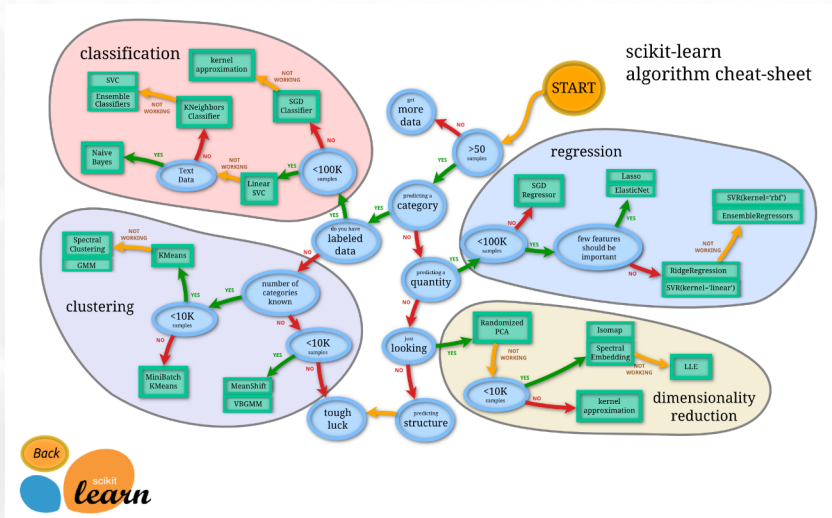 scikit-learn
algorithm cheat-sheet
START
>50
samples
NO
get
more
data
YES
predicting a
category
YES
do you have
labeled
data
NO
predicting a
quantity
YES
NO
just
looking
YES
NO
predicting
structure
tough
luck
classification
YES
<100K
samples
YES
Linear
SVC
NOT
WORKING
Text
Data
YES
Naive
Bayes
NO
KNeighbors
Classifier
NOT
WORKING
SVC
Ensemble
Classifiers
NO
SGD
Classifier
NOT
WORKING
kernel
approximation
clustering
NO
number of
categories
known
YES
<10K
samples
YES
KMeans
NOT
WORKING
Spectral
Clustering
GMM
NO
MiniBatch
KMeans
NO
<10K
samples
YES
MeanShift
VBGMM
NO
regression
<100K
samples
NO
SGD
Regressor
YES
few features
should be
important
YES
Lasso
ElasticNet
NO
RidgeRegression
SVR(kernel='linear')
NOT
WORKING
SVR(kernel='rbf')
EnsembleRegressors
dimensionality
reduction
Randomized
PCA
NOT
WORKING
<10K
samples
YES
Isomap
Spectral
Embedding
NOT
WORKING
LLE
NO
kernel
approximation
Back
scikit
learn